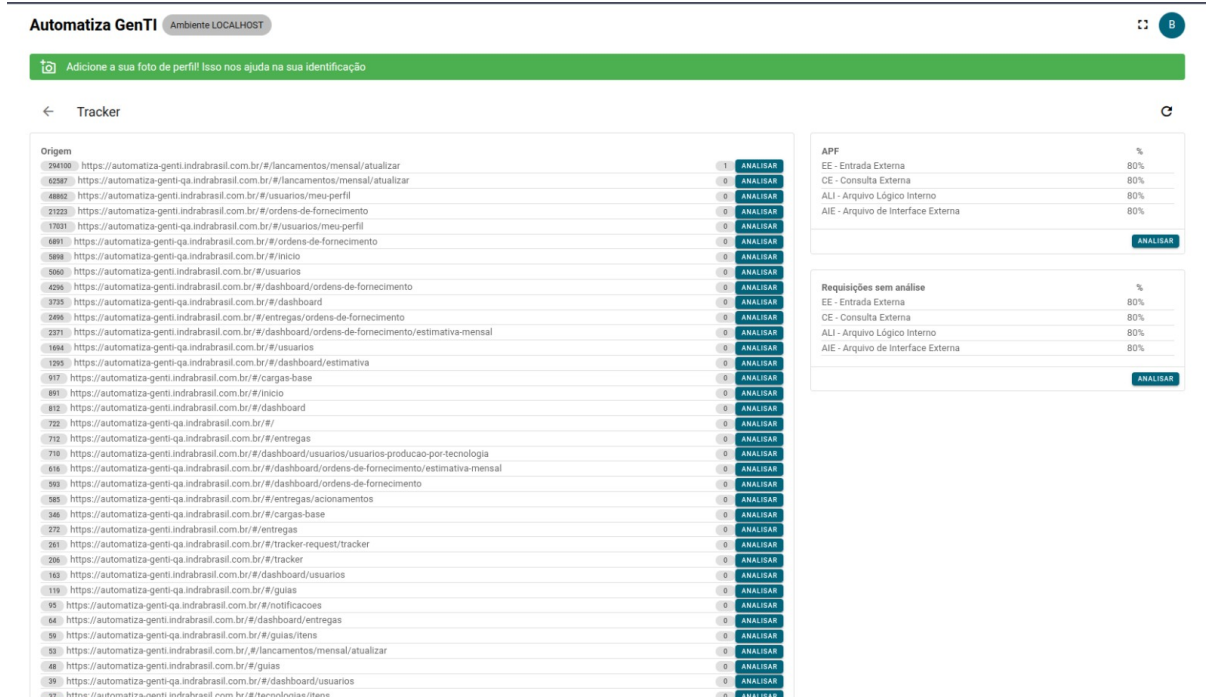 Automatiza GenTI Ambiente LOCALHOST B
Adicione a sua foto de perfil! Isso nos ajuda na sua identificação
Tracker
Origem
294100 https://automatiza-genti.indrabrasil.com.br/#/lancamentos/mensal/atualizar 1 ANALISAR
62587 https://automatiza-genti-qa.indrabrasil.com.br/#/lancamentos/mensal/atualizar 0 ANALISAR
48862 https://automatiza-genti.indrabrasil.com.br/#/usuarios/meu-perfil 0 ANALISAR
21223 https://automatiza-genti.indrabrasil.com.br/#/ordens-de-fornecimento 0 ANALISAR
17031 https://automatiza-genti-qa.indrabrasil.com.br/#/usuarios/meu-perfil 0 ANALISAR
6891 https://automatiza-genti-qa.indrabrasil.com.br/#/ordens-de-fornecimento 0 ANALISAR
5898 https://automatiza-genti-qa.indrabrasil.com.br/#/inicio 0 ANALISAR
5060 https://automatiza-genti.indrabrasil.com.br/#/usuarios 0 ANALISAR
4296 https://automatiza-genti.indrabrasil.com.br/#/dashboard/ordens-de-fornecimento 0 ANALISAR
3735 https://automatiza-genti-qa.indrabrasil.com.br/#/dashboard 0 ANALISAR
2496 https://automatiza-genti.indrabrasil.com.br/#/entregas/ordens-de-fornecimento 0 ANALISAR
2371 https://automatiza-genti.indrabrasil.com.br/#/dashboard/ordens-de-fornecimento/estimativa-mensal 0 ANALISAR
1694 https://automatiza-genti-qa.indrabrasil.com.br/#/usuarios 0 ANALISAR
1295 https://automatiza-genti-qa.indrabrasil.com.br/#/dashboard/estimativa 0 ANALISAR
917 https://automatiza-genti.indrabrasil.com.br/#/cargas-base 0 ANALISAR
891 https://automatiza-genti.indrabrasil.com.br/#/inicio 0 ANALISAR
812 https://automatiza-genti.indrabrasil.com.br/#/dashboard 0 ANALISAR
722 https://automatiza-genti-qa.indrabrasil.com.br/#/ 0 ANALISAR
712 https://automatiza-genti-qa.indrabrasil.com.br/#/entregas 0 ANALISAR
710 https://automatiza-genti-qa.indrabrasil.com.br/#/dashboard/usuarios/usuarios-producao-por-tecnologia 0 ANALISAR
616 https://automatiza-genti-qa.indrabrasil.com.br/#/dashboard/ordens-de-fornecimento/estimativa-mensal 0 ANALISAR
593 https://automatiza-genti-qa.indrabrasil.com.br/#/dashboard/ordens-de-fornecimento 0 ANALISAR
585 https://automatiza-genti-qa.indrabrasil.com.br/#/entregas/acionamentos 0 ANALISAR
346 https://automatiza-genti-qa.indrabrasil.com.br/#/cargas-base 0 ANALISAR
272 https://automatiza-genti.indrabrasil.com.br/#/entregas 0 ANALISAR
261 https://automatiza-genti-qa.indrabrasil.com.br/#/tracker-request/tracker 0 ANALISAR
206 https://automatiza-genti-qa.indrabrasil.com.br/#/tracker 0 ANALISAR
163 https://automatiza-genti.indrabrasil.com.br/#/dashboard/usuarios 0 ANALISAR
119 https://automatiza-genti-qa.indrabrasil.com.br/#/guias 0 ANALISAR
95 https://automatiza-genti-qa.indrabrasil.com.br/#/notificacoes 0 ANALISAR
64 https://automatiza-genti.indrabrasil.com.br/#/dashboard/entregas 0 ANALISAR
59 https://automatiza-genti-qa.indrabrasil.com.br/#/guias/itens 0 ANALISAR
53 https://automatiza-genti.indrabrasil.com.br/,#/lancamentos/mensal/atualizar 0 ANALISAR
48 https://automatiza-genti.indrabrasil.com.br/#/guias 0 ANALISAR
39 https://automatiza-genti-qa.indrabrasil.com.br/#/dashboard/usuarios 0 ANALISAR
https://automatiza-genti.indrabrasil.com.br/#/tecnologias/itens 0 ANALISAR
APF %
EE - Entrada Externa 80%
CE - Consulta Externa 80%
ALI - Arquivo Lógico Interno 80%
AIE - Arquivo de Interface Externa 80%
ANALISAR
Requisições sem análise %
EE - Entrada Externa 80%
CE - Consulta Externa 80%
ALI - Arquivo Lógico Interno 80%
AIE - Arquivo de Interface Externa 80%
ANALISAR